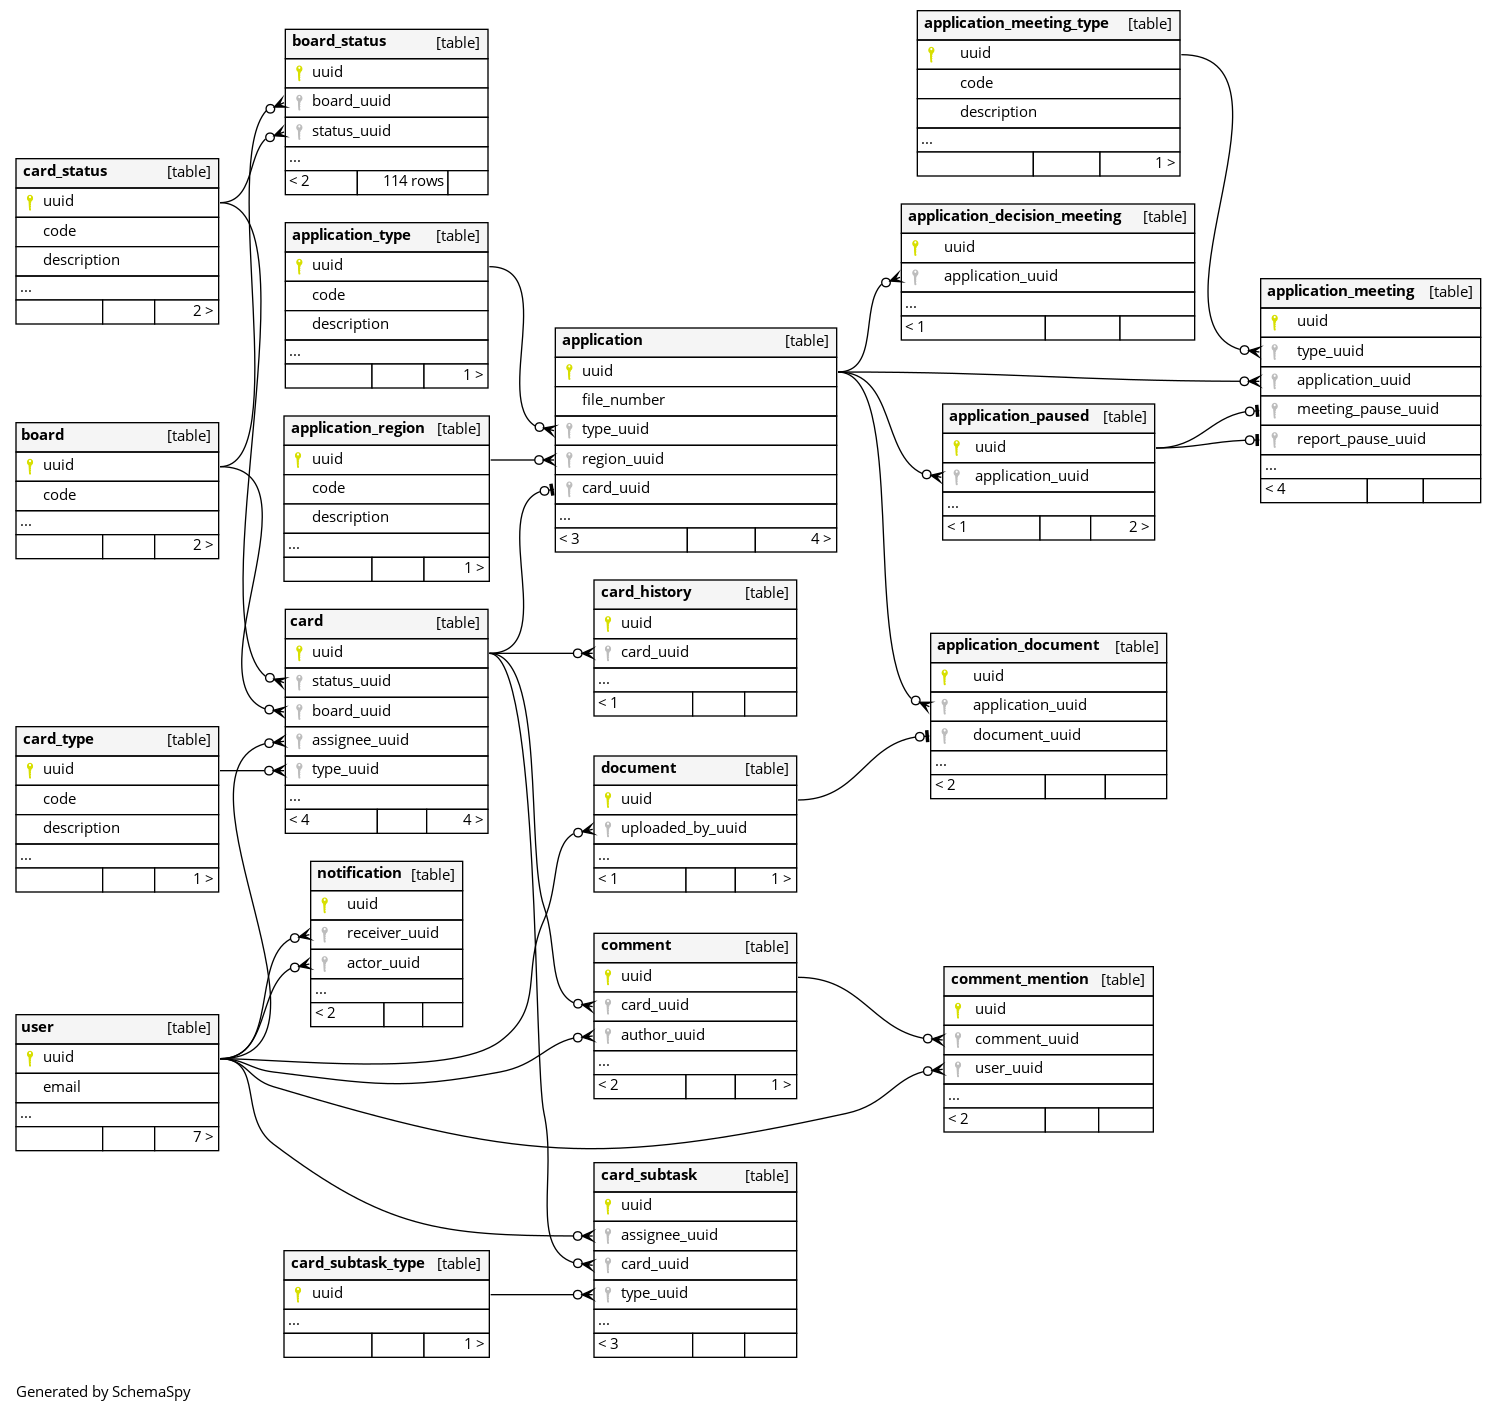 board_status [table]
uuid
board_uuid
status_uuid
...
< 2 114 rows
card_status [table]
uuid
code
description
...
2 >
application_type [table]
uuid
code
description
...
1 >
board [table]
uuid
code
...
2 >
application_region [table]
uuid
code
description
...
1 >
card [table]
uuid
status_uuid
board_uuid
assignee_uuid
type_uuid
...
< 4 4 >
card_type [table]
uuid
code
description
...
1 >
notification [table]
uuid
receiver_uuid
actor_uuid
...
< 2
user [table]
uuid
email
...
7 >
card_subtask_type [table]
uuid
...
1 >
application [table]
uuid
file_number
type_uuid
region_uuid
card_uuid
...
< 3 4 >
card_history [table]
uuid
card_uuid
...
< 1
document [table]
uuid
uploaded_by_uuid
...
< 1 1 >
comment [table]
uuid
card_uuid
author_uuid
...
< 2 1 >
card_subtask [table]
uuid
assignee_uuid
card_uuid
type_uuid
...
< 3
application_meeting_type [table]
uuid
code
description
...
1 >
application_decision_meeting [table]
uuid
application_uuid
...
< 1
application_paused [table]
uuid
application_uuid
...
< 1 2 >
application_document [table]
uuid
application_uuid
document_uuid
...
< 2
comment_mention [table]
uuid
comment_uuid
user_uuid
...
< 2
application_meeting [table]
uuid
type_uuid
application_uuid
meeting_pause_uuid
report_pause_uuid
...
< 4
Generated by SchemaSpy